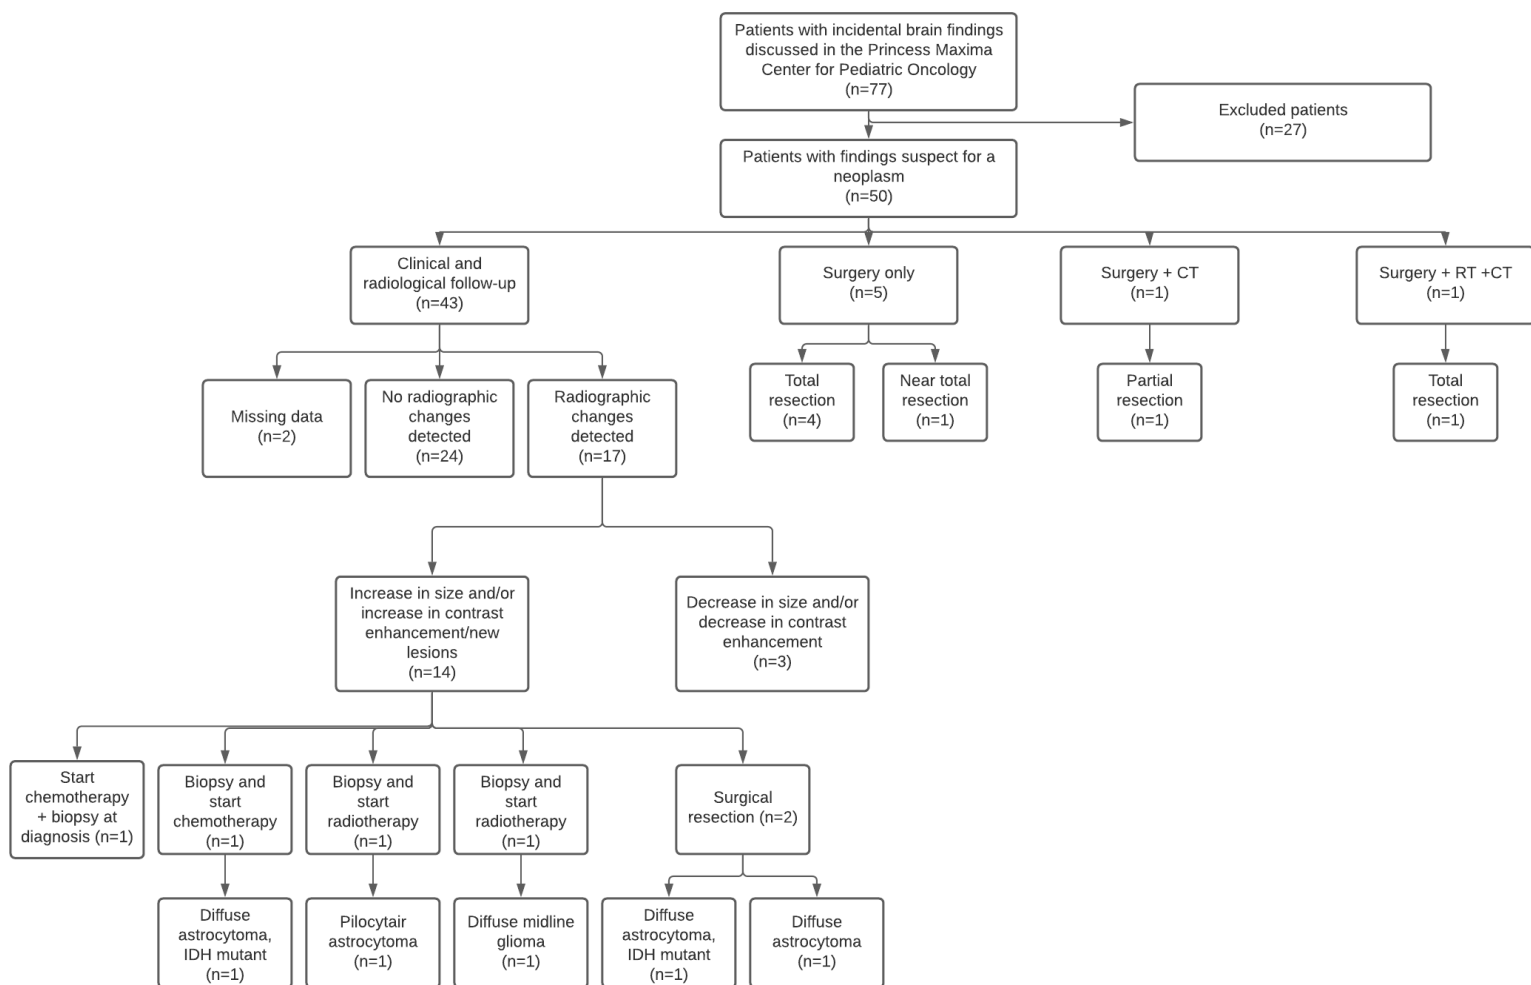 Patients with incidental brain findings
discussed in the Princess Maxima
Center for Pediatric Oncology
(n=77)
Excluded patients
(n=27)
Patients with findings suspect for a
neoplasm
(n=50)
Clinical and
radiological follow-up
(n=43)
Surgery only
(n=5)
Surgery + CT
(n=1)
Surgery + RT +CT
(n=1)
Missing data
(n=2)
No radiographic
changes
detected
(n=24)
Radiographic
changes
detected
(n=17)
Total
resection
(n=4)
Near total
resection
(n=1)
Partial
resection
(n=1)
Total
resection
(n=1)
Increase in size and/or
increase in contrast
enhancement/new
lesions
(n=14)
Decrease in size and/or
decrease in contrast
enhancement
(n=3)
Start
chemotherapy
+ biopsy at
diagnosis (n=1)
Biopsy and
start
chemotherapy
(n=1)
Biopsy and
start
radiotherapy
(n=1)
Biopsy and
start
radiotherapy
(n=1)
Surgical
resection (n=2)
Diffuse
astrocytoma,
IDH mutant
(n=1)
Pilocytair
astrocytoma
(n=1)
Diffuse midline
glioma
(n=1)
Diffuse
astrocytoma,
IDH mutant
(n=1)
Diffuse
astrocytoma
(n=1)